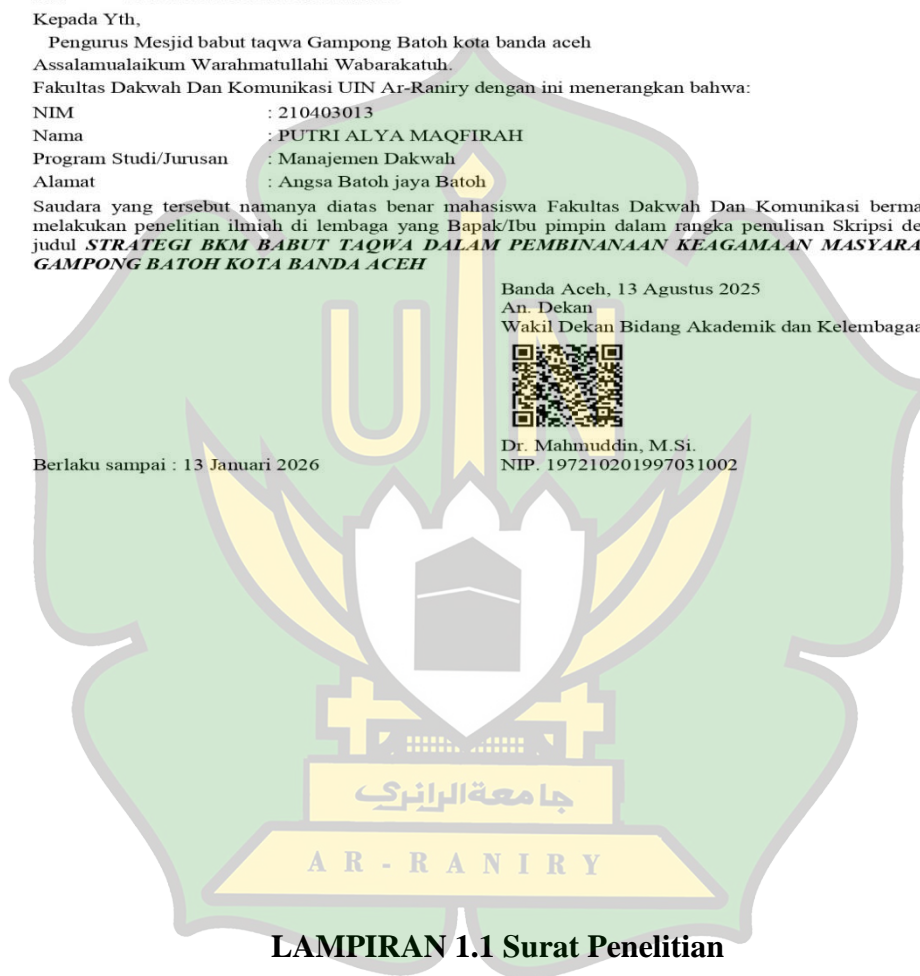 Kepada Yth,
Pengurus Mesjid babut taqwa Gampong Batoh kota banda aceh
Assalamualaikum Warahmatullahi Wabarakatuh.
Fakultas Dakwah Dan Komunikasi UIN Ar-Raniry dengan ini menerangkan bahwa:
NIM : 210403013
Nama : PUTRI ALYA MAQFIRAH
Program Studi/Jurusan : Manajemen Dakwah
Alamat : Angsa Batoh jaya Batoh
Saudara yang tersebut namanya diatas benar mahasiswa Fakultas Dakwah Dan Komunikasi berma
melakukan penelitian ilmiah di lembaga yang Bapak/Ibu pimpin dalam rangka penulisan Skripsi de
judul STRATEGI BKM BABUT TAQWA DALAM PEMBINANAAN KEAGAMAAN MASYARA
GAMPONG BATOH KOTA BANDA ACEH
Banda Aceh, 13 Agustus 2025
An. Dekan
Wakil Dekan Bidang Akademik dan Kelembagaa
Dr. Mahmuddin, M.Si.
NIP. 197210201997031002
Berlaku sampai : 13 Januari 2026
UIN
جامعة الرانري
AR - RANIRY
LAMPIRAN 1.1 Surat Penelitian